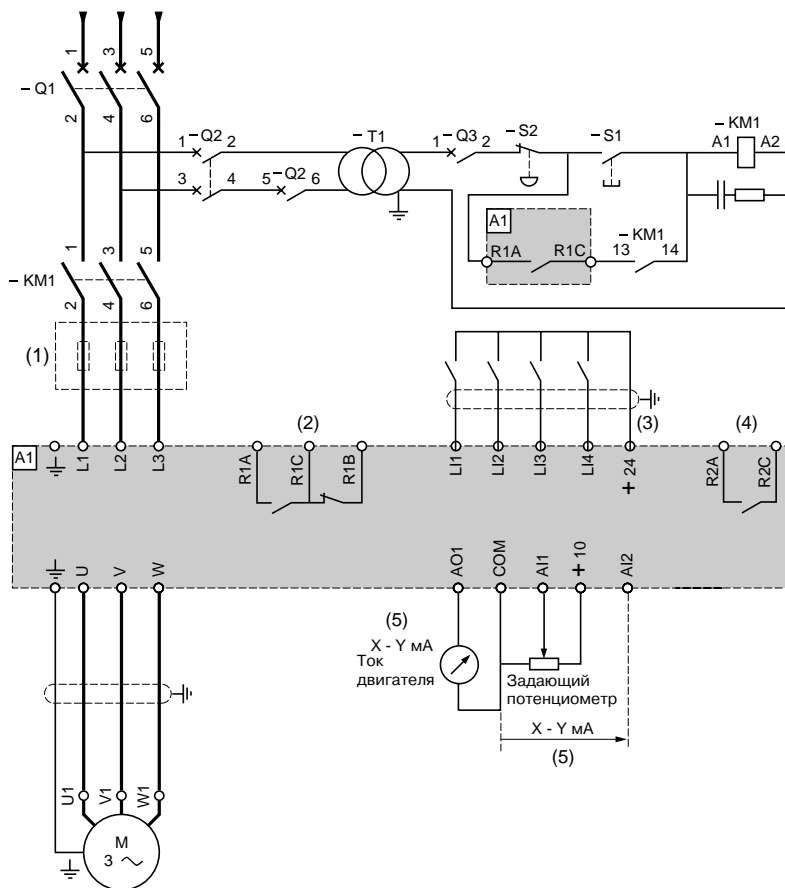 1 3 5
– Q1
2 4 6
1 – Q2 2
– T1
1 – Q3 2
– S2
– S1
– KM1
A1 A2
3 4 5 – Q2 6
A1
R1A R1C
– KM1
13 14
1 3 5
– KM1
2 4 6
(1)
(2)
(3)
(4)
A1
L1 L2 L3
R1A R1C R1B
LI1 LI2 LI3 LI4 + 24
R2A R2C
U V W
AO1 COM AI1 + 10 AI2
(5)
X - Y мА
Ток
двигателя
Задающий
потенциометр
X - Y мА
(5)
U1 V1 W1
M
3